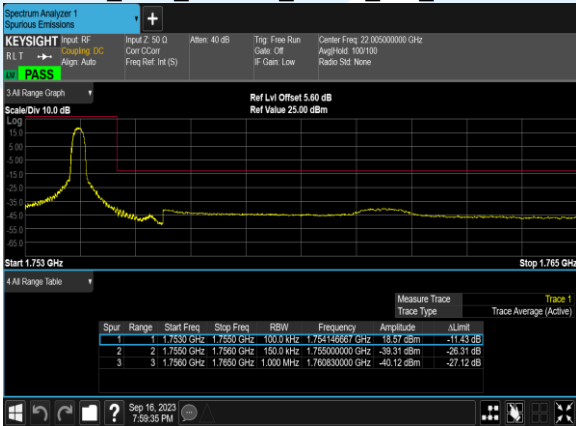 Spectrum Analyzer 1
Spurious Emissions
+
KEYSIGHT Input: RF Input Z: 50 Ω Atten: 40 dB Trig: Free Run Center Freq: 22.005000000 GHz
RLT Coupling: DC Corr CCorr Gate: Off Avg|Hold: 100/100
Align: Auto Freq Ref: Int (S) IF Gain: Low Radio Std: None
PASS
3 All Range Graph
Ref Lvl Offset 5.60 dB
Scale/Div 10.0 dB Ref Value 25.00 dBm
Log
15.0
5.00
-5.00
-15.0
-25.0
-35.0
-45.0
-55.0
-65.0
Start 1.753 GHz Stop 1.765 GHz
4 All Range Table
Measure Trace Trace 1
Trace Type Trace Average (Active)
Spur Range Start Freq Stop Freq RBW Frequency Amplitude ΔLimit
1 1 1.7530 GHz 1.7550 GHz 100.0 kHz 1.754146667 GHz 18.57 dBm -11.43 dB
2 2 1.7550 GHz 1.7560 GHz 150.0 kHz 1.755000000 GHz -39.31 dBm -26.31 dB
3 3 1.7560 GHz 1.7650 GHz 1.000 MHz 1.760830000 GHz -40.12 dBm -27.12 dB
?
Sep 16, 2023
7:59:35 PM